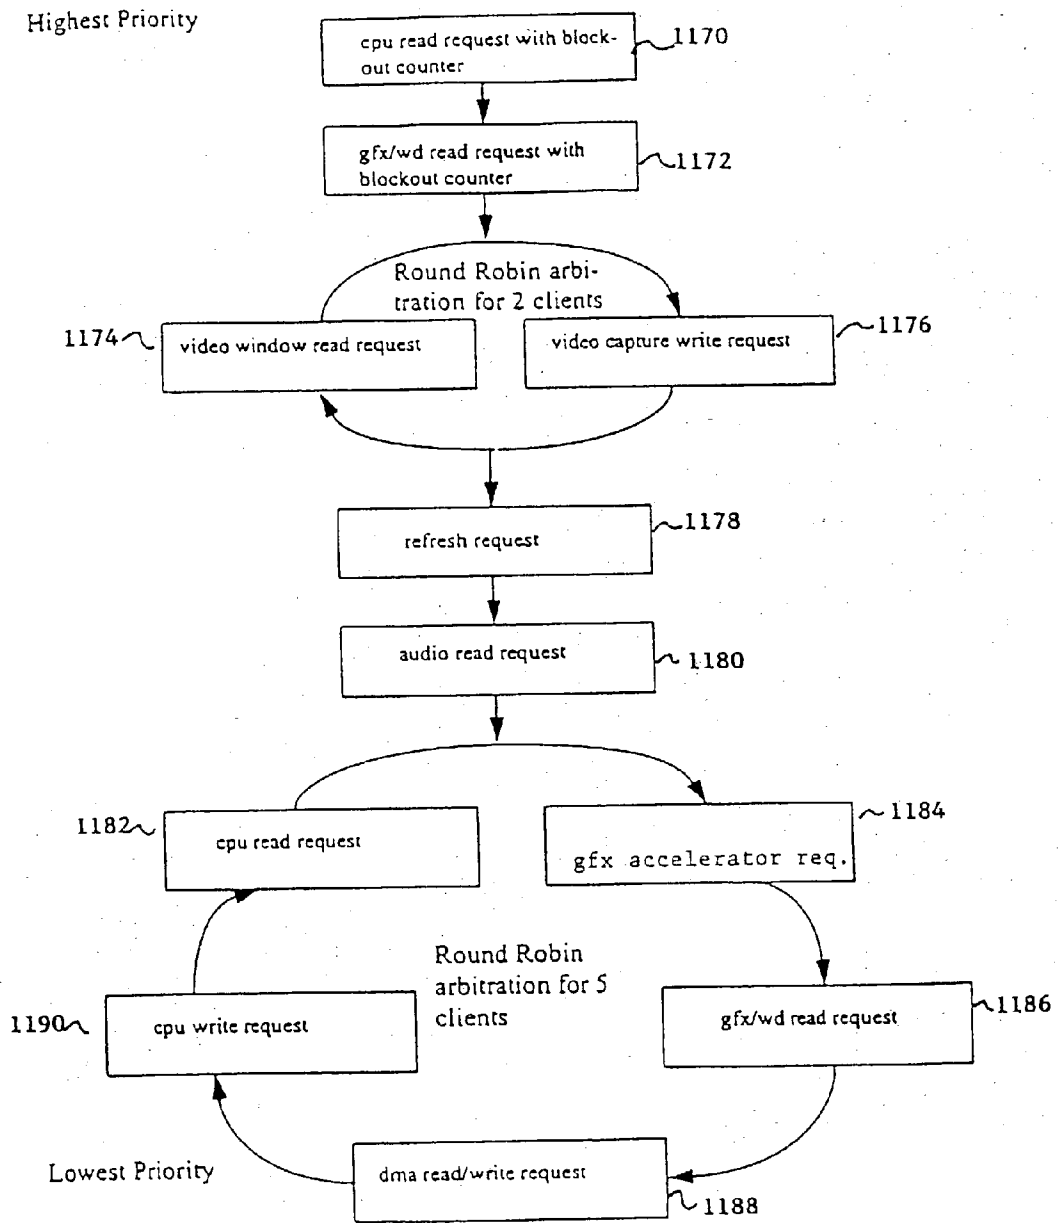 Highest Priority
cpu read request with block-
out counter
1170
gfx/wd read request with
blockout counter
1172
Round Robin arbi-
tration for 2 clients
1174
video window read request
video capture write request
1176
refresh request
1178
audio read request
1180
1182
cpu read request
gfx accelerator req.
1184
Round Robin
arbitration for 5
clients
1190
cpu write request
gfx/wd read request
1186
Lowest Priority
dma read/write request
1188